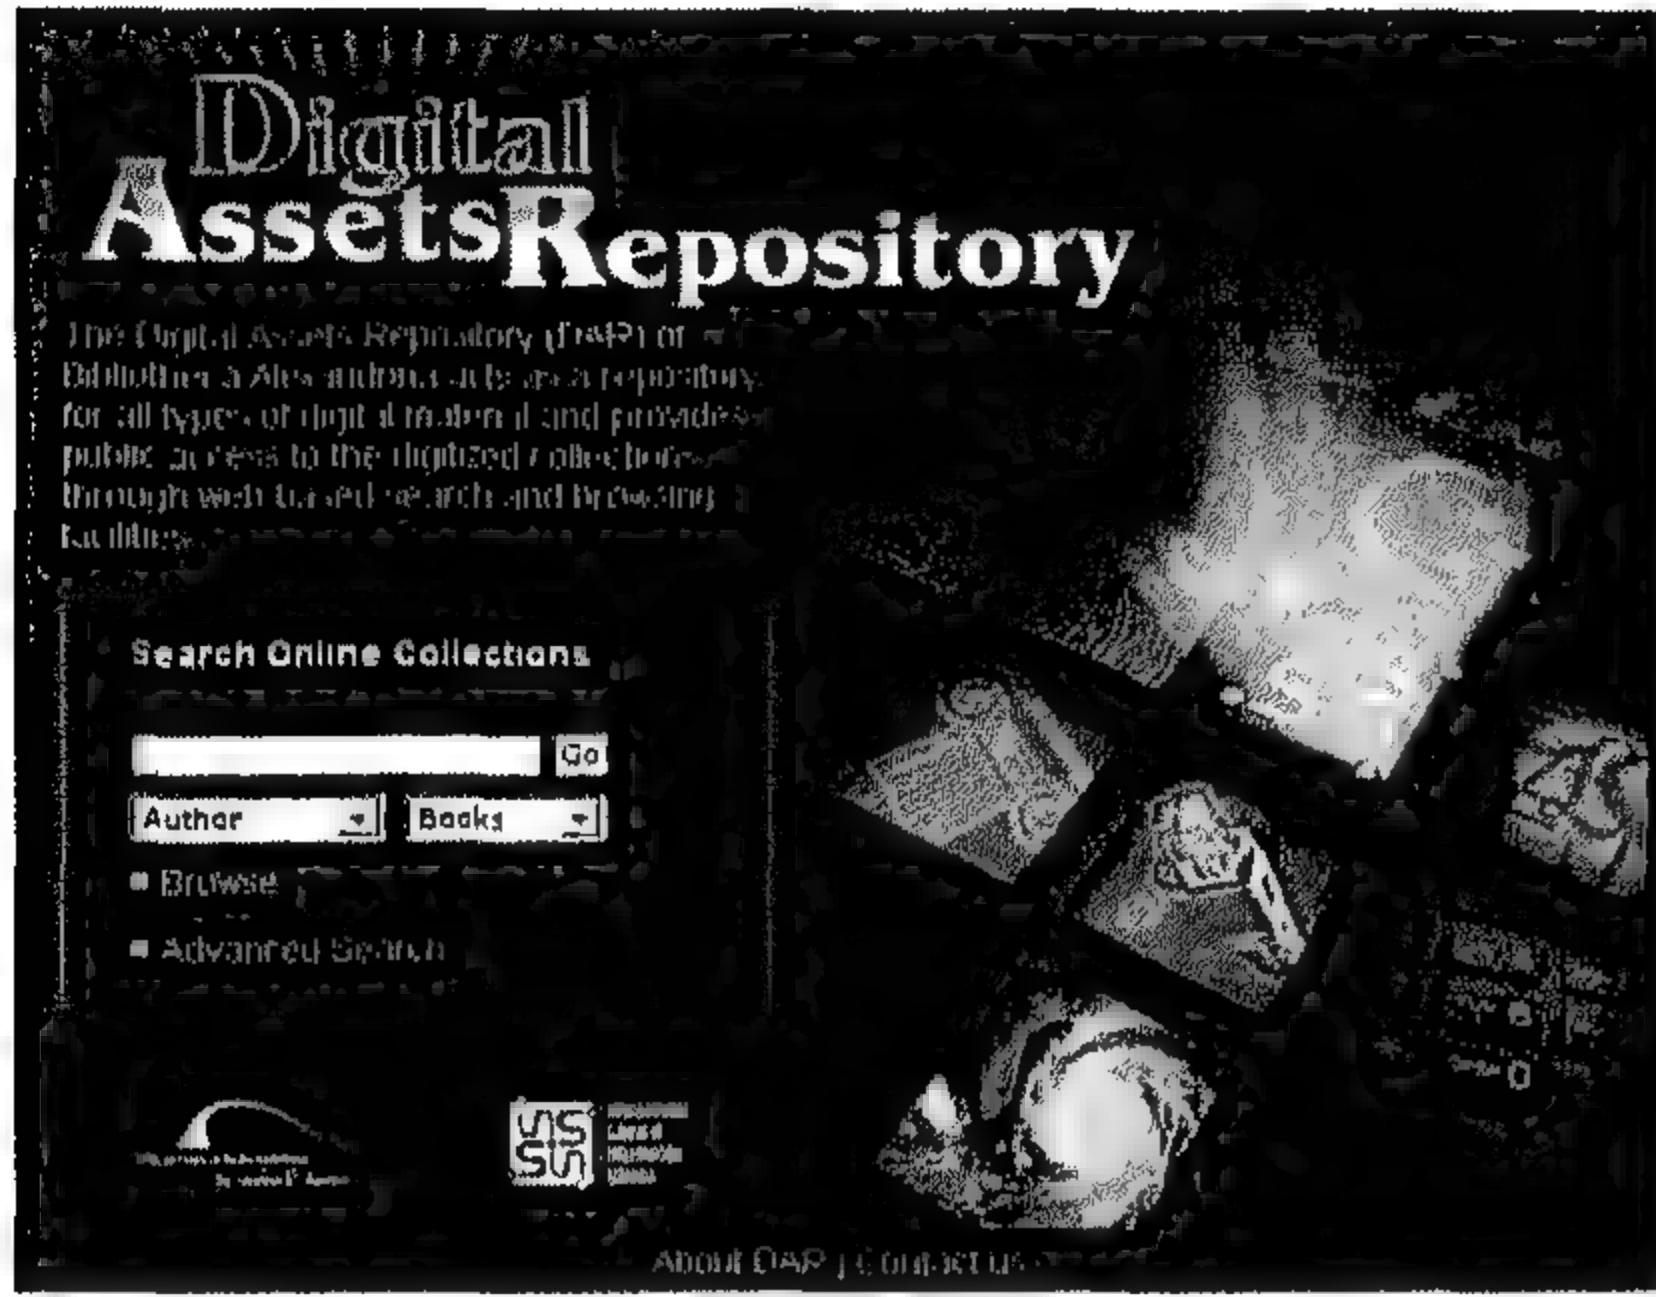 Digital
Assets Repository
The Digital Assets Repository (DAR) of
Bibliotheca Alexandrina acts as a repository
for all types of digital material and provides
public access to the digitized collections
through web based search and browsing
facilities
Search Online Collections
Go
Author Books
Browse
Advanced Search
About DAR | Contact us